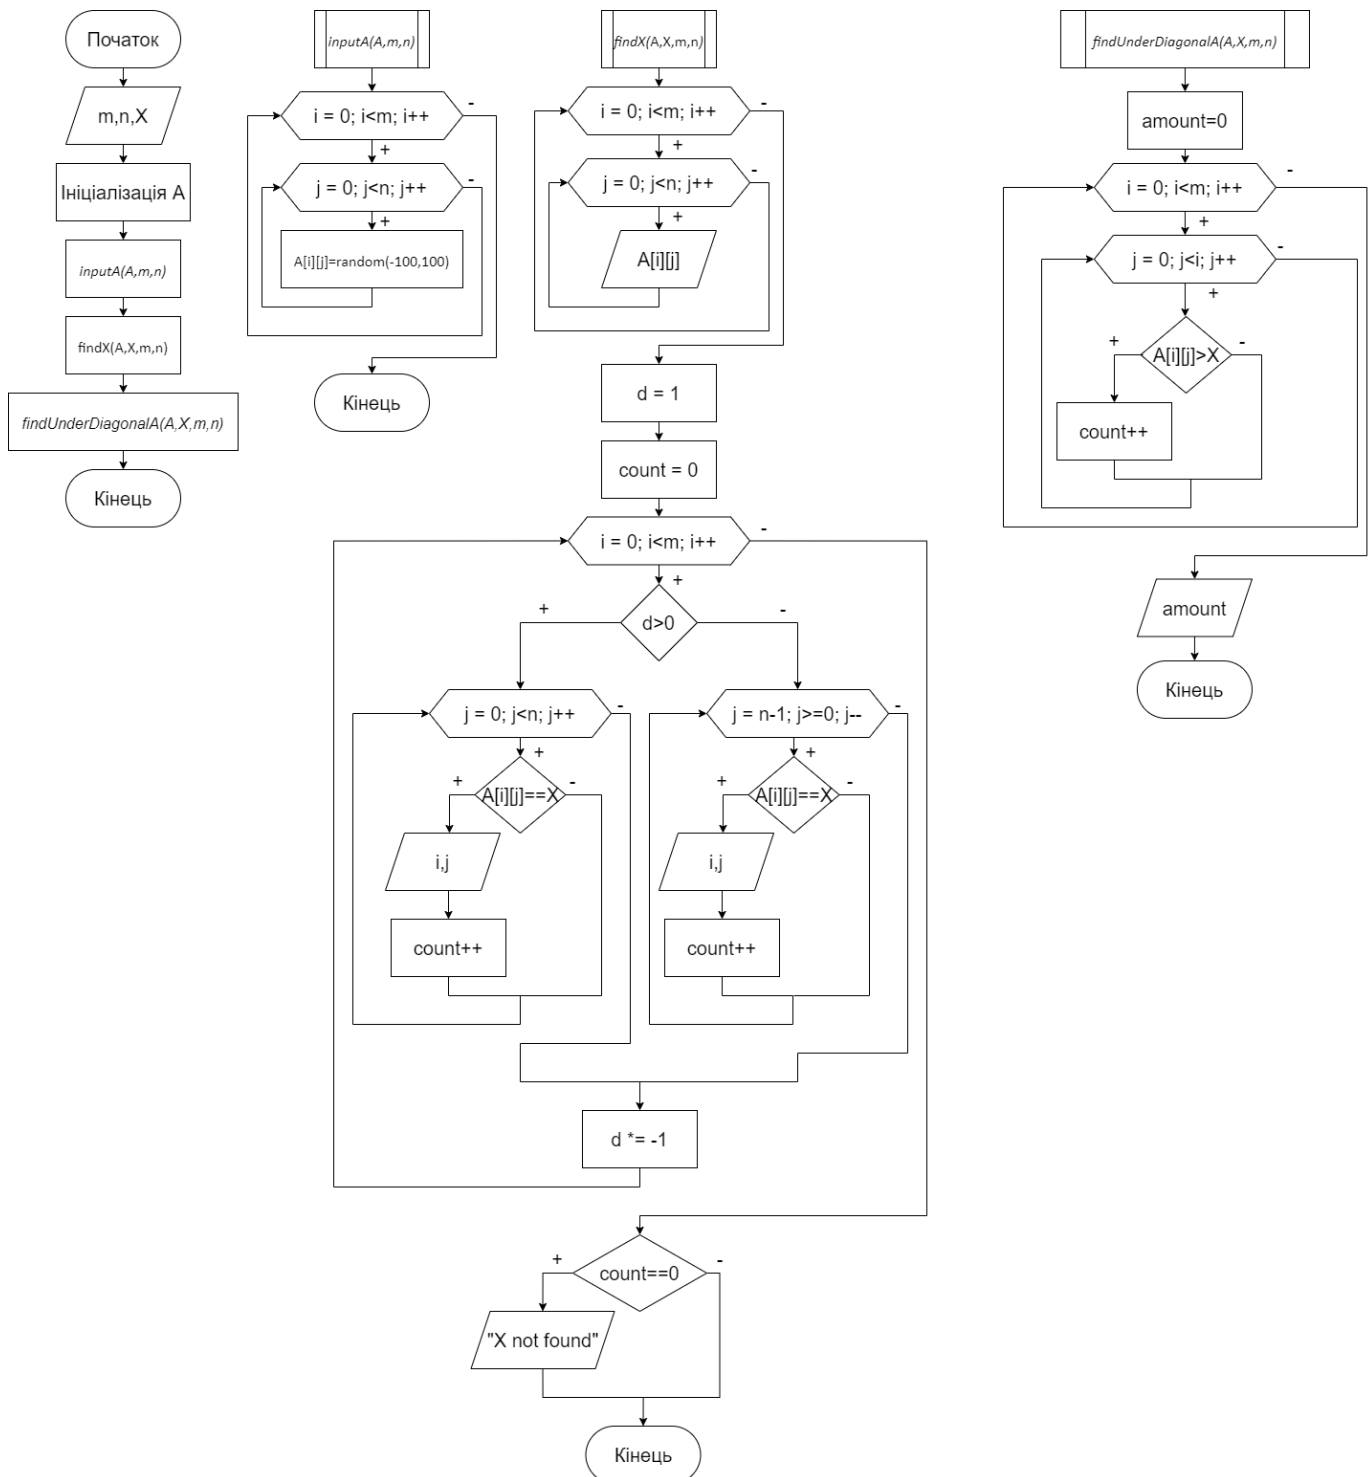 Початок
m,n,X
Ініціалізація А
inputA(A,m,n)
findX(A,X,m,n)
findUnderDiagonalA(A,X,m,n)
Кінець
inputA(A,m,n)
i = 0; i<m; i++
-
+
j = 0; j<n; j++
-
+
A[i][j]=random(-100,100)
Кінець
findX(A,X,m,n)
i = 0; i<m; i++
-
+
j = 0; j<n; j++
-
+
A[i][j]
d = 1
count = 0
i = 0; i<m; i++
-
+
d>0
+
-
j = 0; j<n; j++
-
+
A[i][j]==X
+
-
i,j
count++
j = n-1; j>=0; j--
-
+
A[i][j]==X
+
-
i,j
count++
d *= -1
count==0
+
-
"X not found"
Кінець
findUnderDiagonalA(A,X,m,n)
amount=0
i = 0; i<m; i++
-
+
j = 0; j<i; j++
-
+
A[i][j]>X
+
-
count++
amount
Кінець